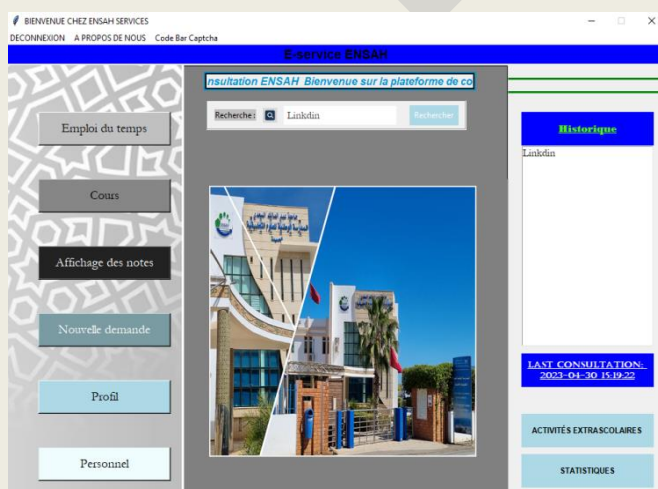 BIENVENUE CHEZ ENSAH SERVICES
DECONNEXION A PROPOS DE NOUS Code Bar Captcha
E-service ENSAH
nsultation ENSAH Bienvenue sur la plateforme de co
Recherche: Linkdin Rechercher
Emploi du temps
Cours
Affichage des notes
Nouvelle demande
Profil
Personnel
Historique
Linkdin
LAST CONSULTATION:
2023-04-30 15:19:22
ACTIVITÉS EXTRASCOLAIRES
STATISTIQUES